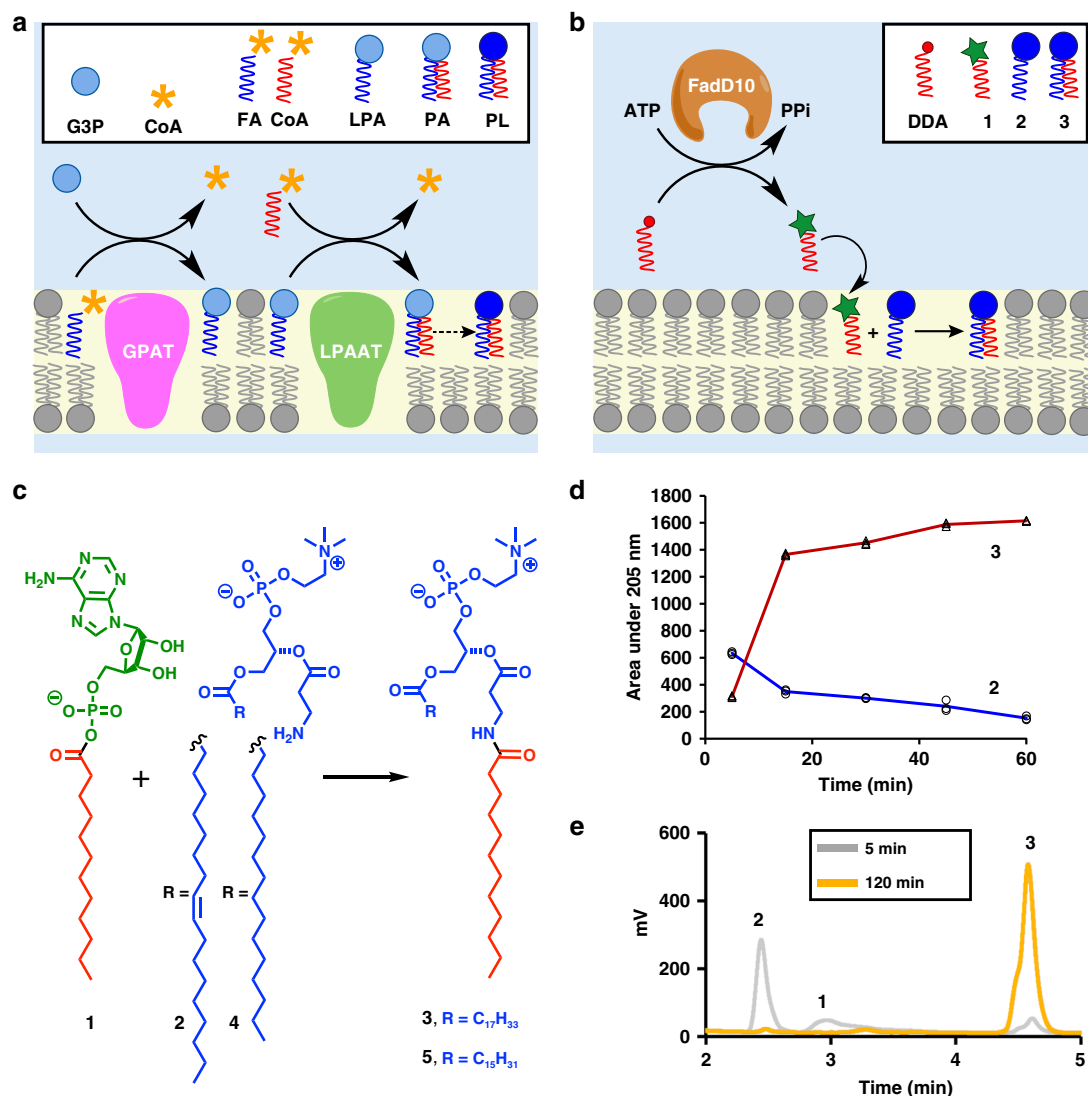 a
G3P
CoA
FA CoA
LPA
PA
PL
GPAT
LPAAT
b
ATP
FadD10
PPi
DDA
1
2
3
+
c
N
N
H₂N
N
N
N
O
OH
O
OH
⊖
O
P
O
O
O
1
+
N
⊕
O
⊖
O
P
O
O
O
O
O
O
R
H₂N
R =
R =
2
4
N
⊕
O
⊖
O
P
O
O
O
O
O
O
R
HN
O
3, R = C₁₇H₃₃
5, R = C₁₅H₃₁
d
Area under 205 nm
1800
1600
1400
1200
1000
800
600
400
200
0
3
2
0 20 40 60
Time (min)
e
mV
600
400
200
0
5 min
120 min
2
1
3
2 3 4 5
Time (min)